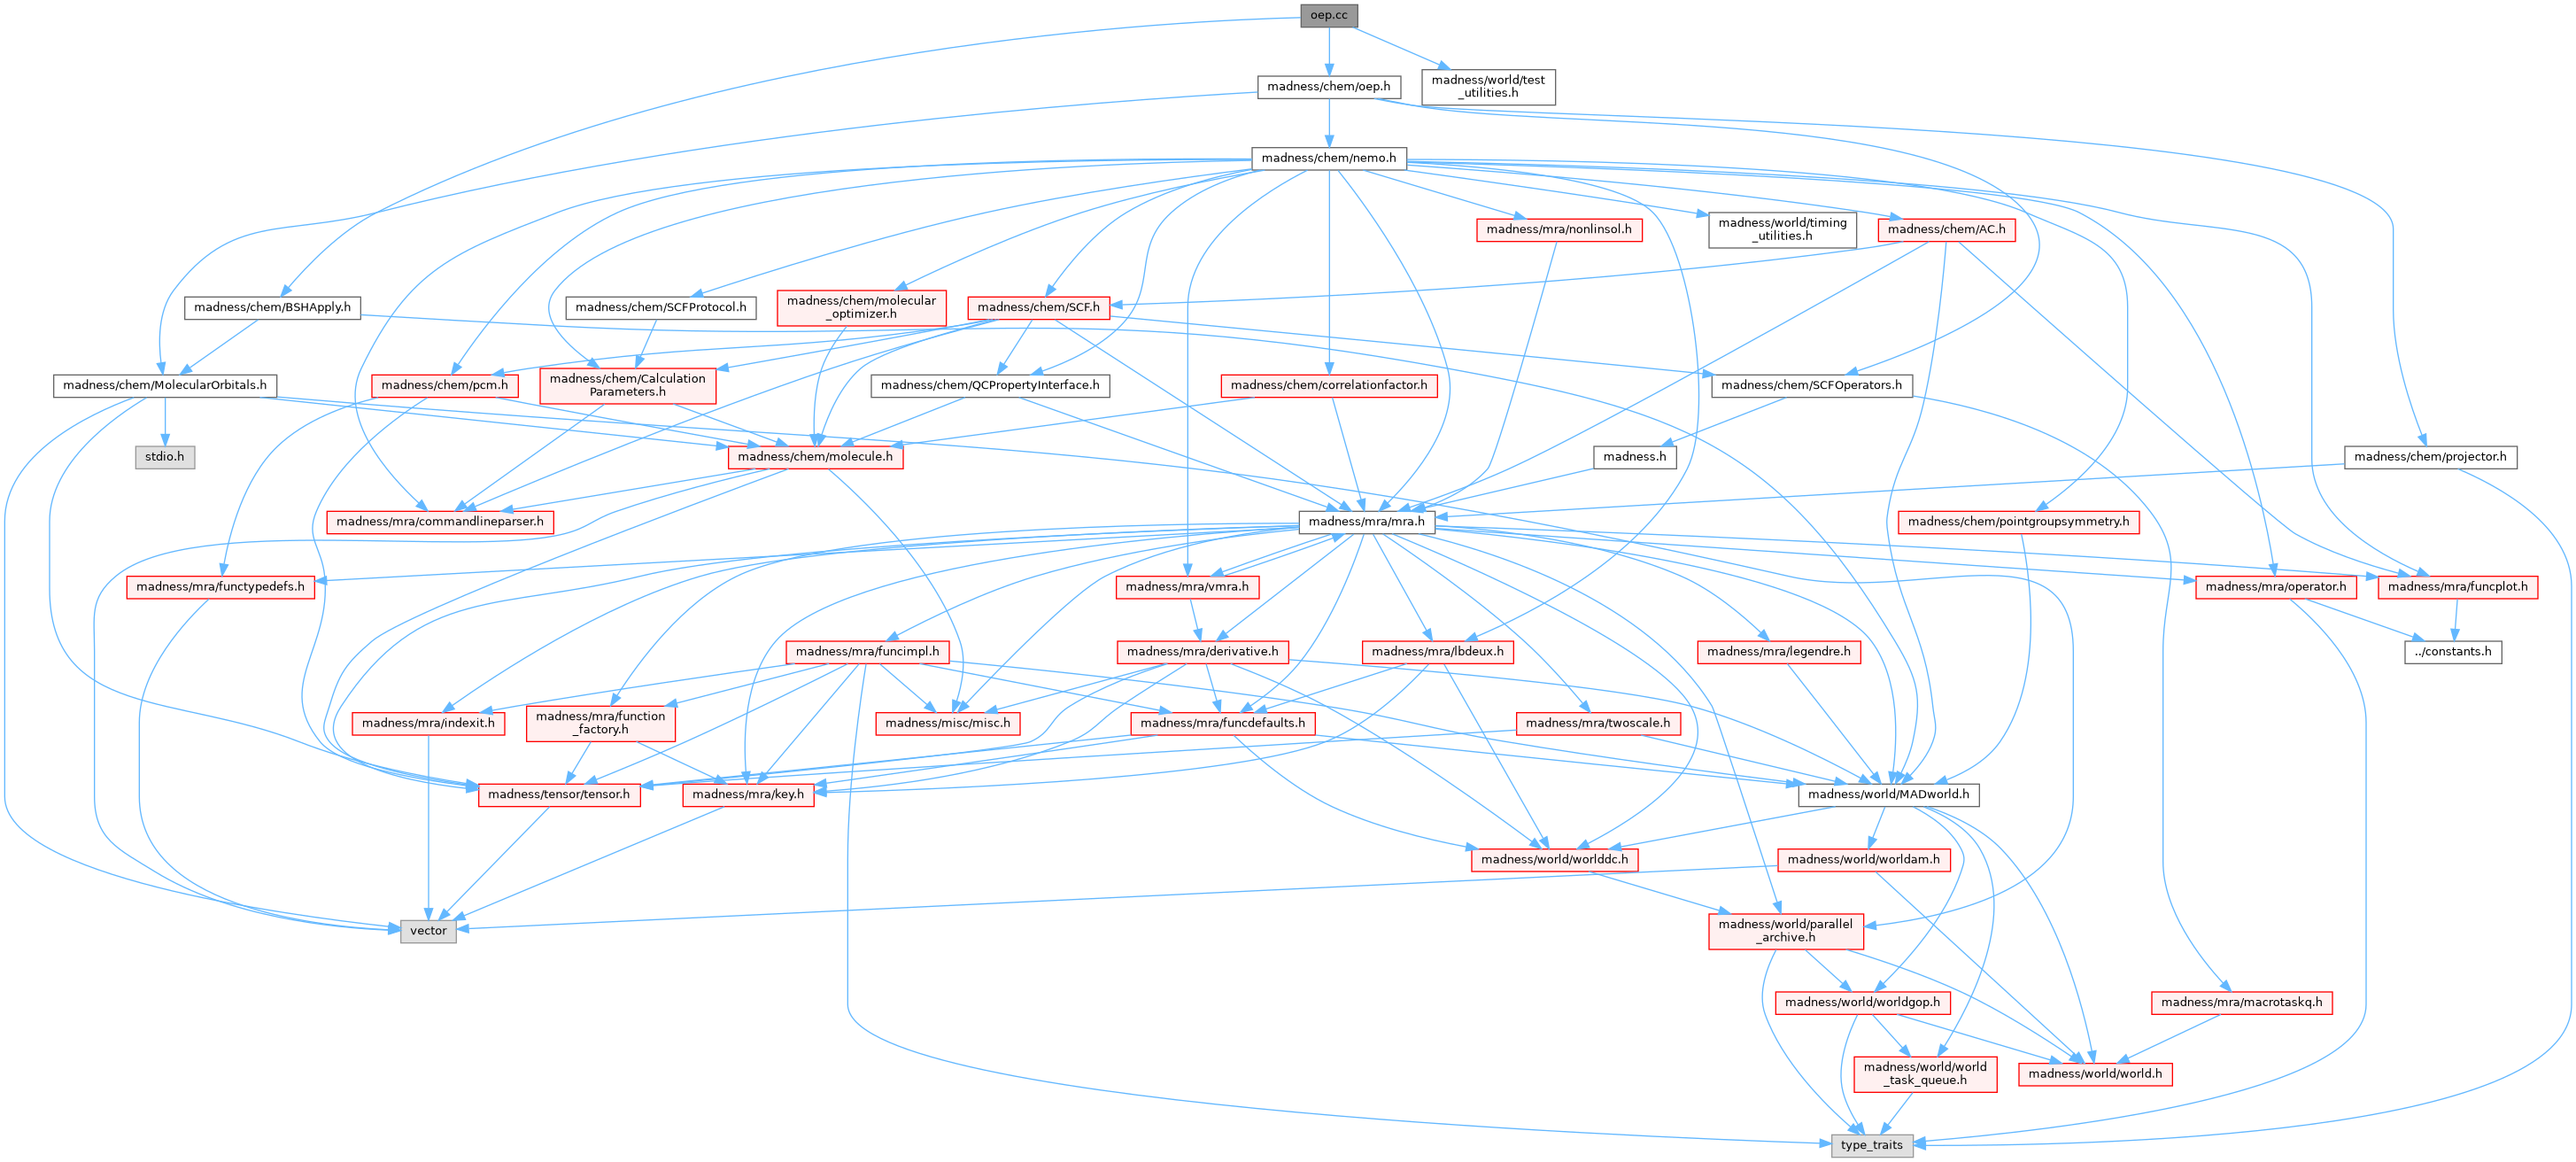 oep.cc
madness/chem/oep.h
madness/world/test
_utilities.h
madness/chem/nemo.h
madness/mra/nonlinsol.h
madness/world/timing
_utilities.h
madness/chem/AC.h
madness/chem/BSHApply.h
madness/chem/SCFProtocol.h
madness/chem/molecular
_optimizer.h
madness/chem/SCF.h
madness/chem/MolecularOrbitals.h
madness/chem/pcm.h
madness/chem/Calculation
Parameters.h
madness/chem/QCPropertyInterface.h
madness/chem/correlationfactor.h
madness/chem/SCFOperators.h
stdio.h
madness/chem/molecule.h
madness.h
madness/chem/projector.h
madness/mra/commandlineparser.h
madness/mra/mra.h
madness/chem/pointgroupsymmetry.h
madness/mra/functypedefs.h
madness/mra/vmra.h
madness/mra/operator.h
madness/mra/funcplot.h
madness/mra/funcimpl.h
madness/mra/derivative.h
madness/mra/lbdeux.h
madness/mra/legendre.h
../constants.h
madness/mra/indexit.h
madness/mra/function
_factory.h
madness/misc/misc.h
madness/mra/funcdefaults.h
madness/mra/twoscale.h
madness/tensor/tensor.h
madness/mra/key.h
madness/world/MADworld.h
madness/world/worlddc.h
madness/world/worldam.h
vector
madness/world/parallel
_archive.h
madness/world/worldgop.h
madness/mra/macrotaskq.h
madness/world/world
_task_queue.h
madness/world/world.h
type_traits